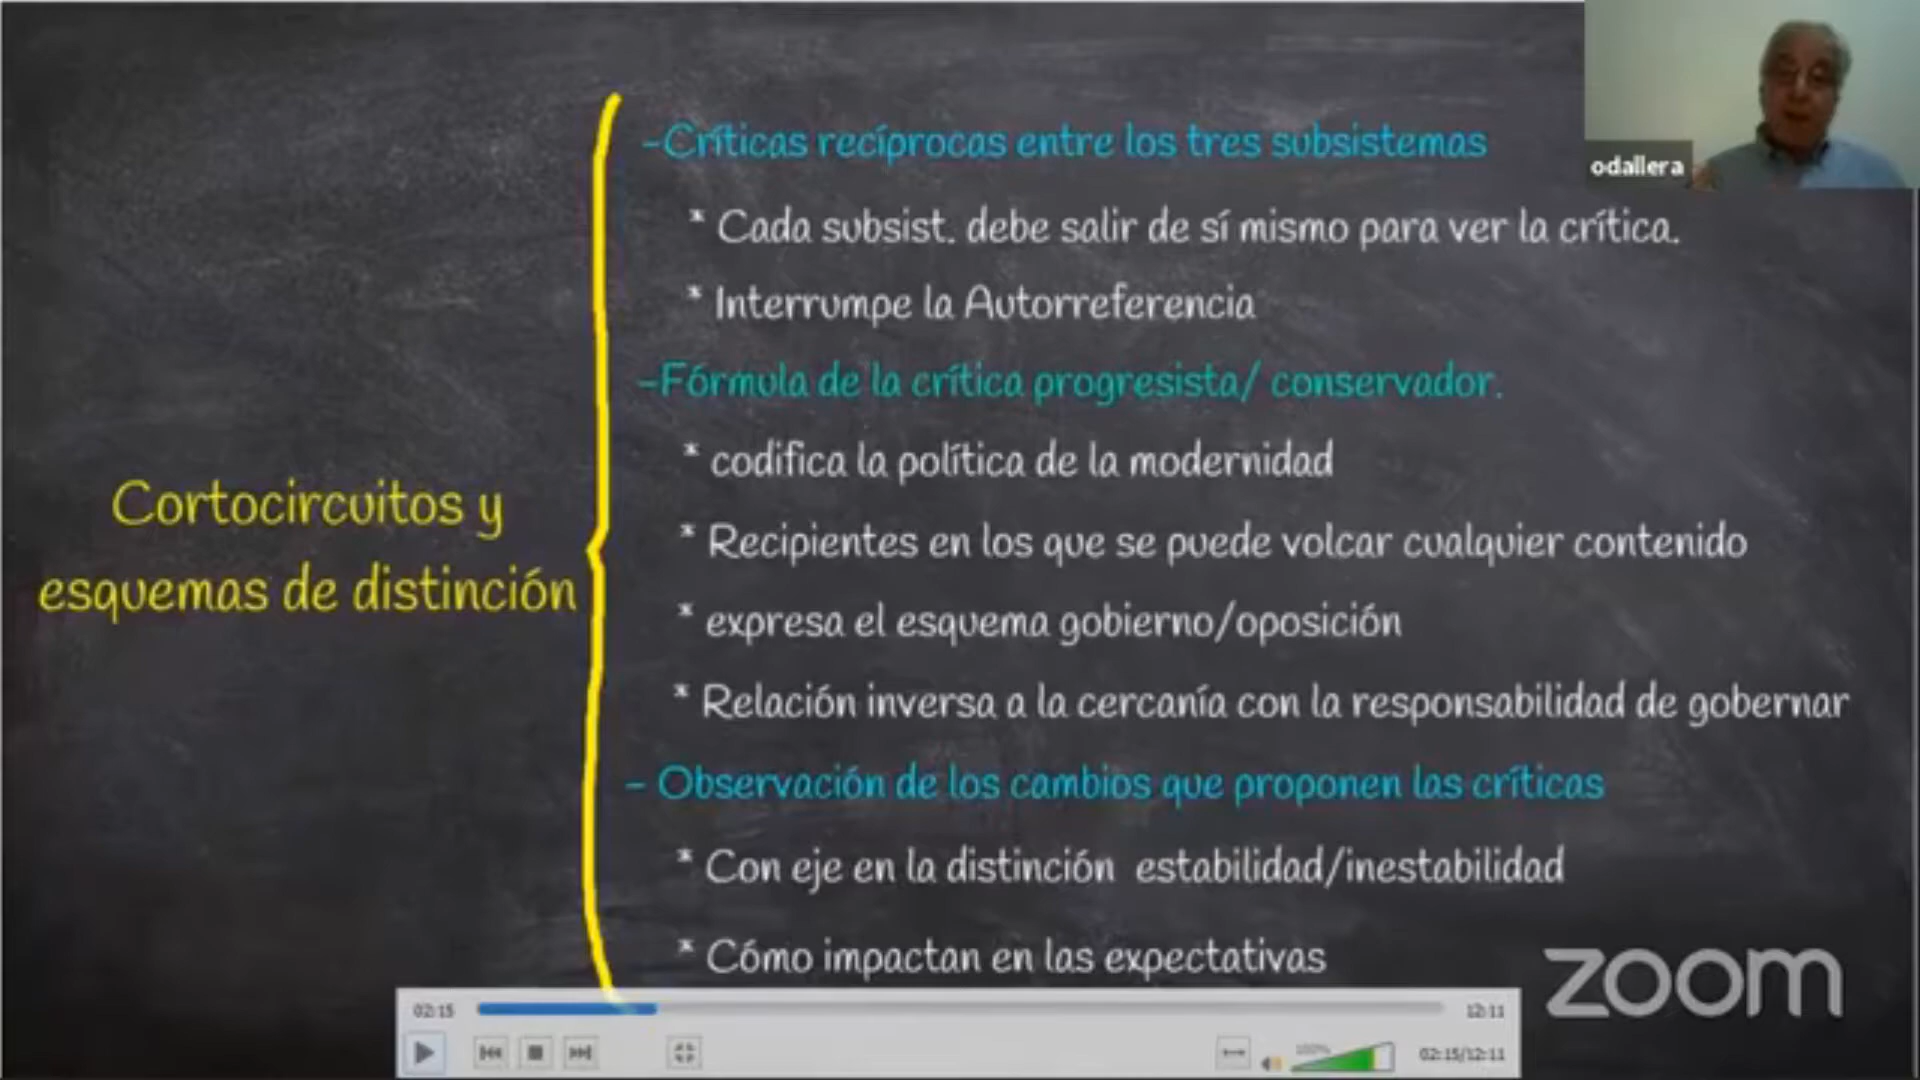 -Críticas recíprocas entre los tres subsistemas
odallera
* Cada subsist. debe salir de sí mismo para ver la crítica.
* Interrumpe la Autorreferencia
-Fórmula de la crítica progresista/ conservador.
* codifica la política de la modernidad
Cortocircuitos y
esquemas de distinción
* Recipientes en los que se puede volcar cualquier contenido
* expresa el esquema gobierno/oposición
* Relación inversa a la cercanía con la responsabilidad de gobernar
- Observación de los cambios que proponen las críticas
* Con eje en la distinción estabilidad/inestabilidad
* Cómo impactan en las expectativas
zoom
02:15
12:11
100%
02:15/12:11